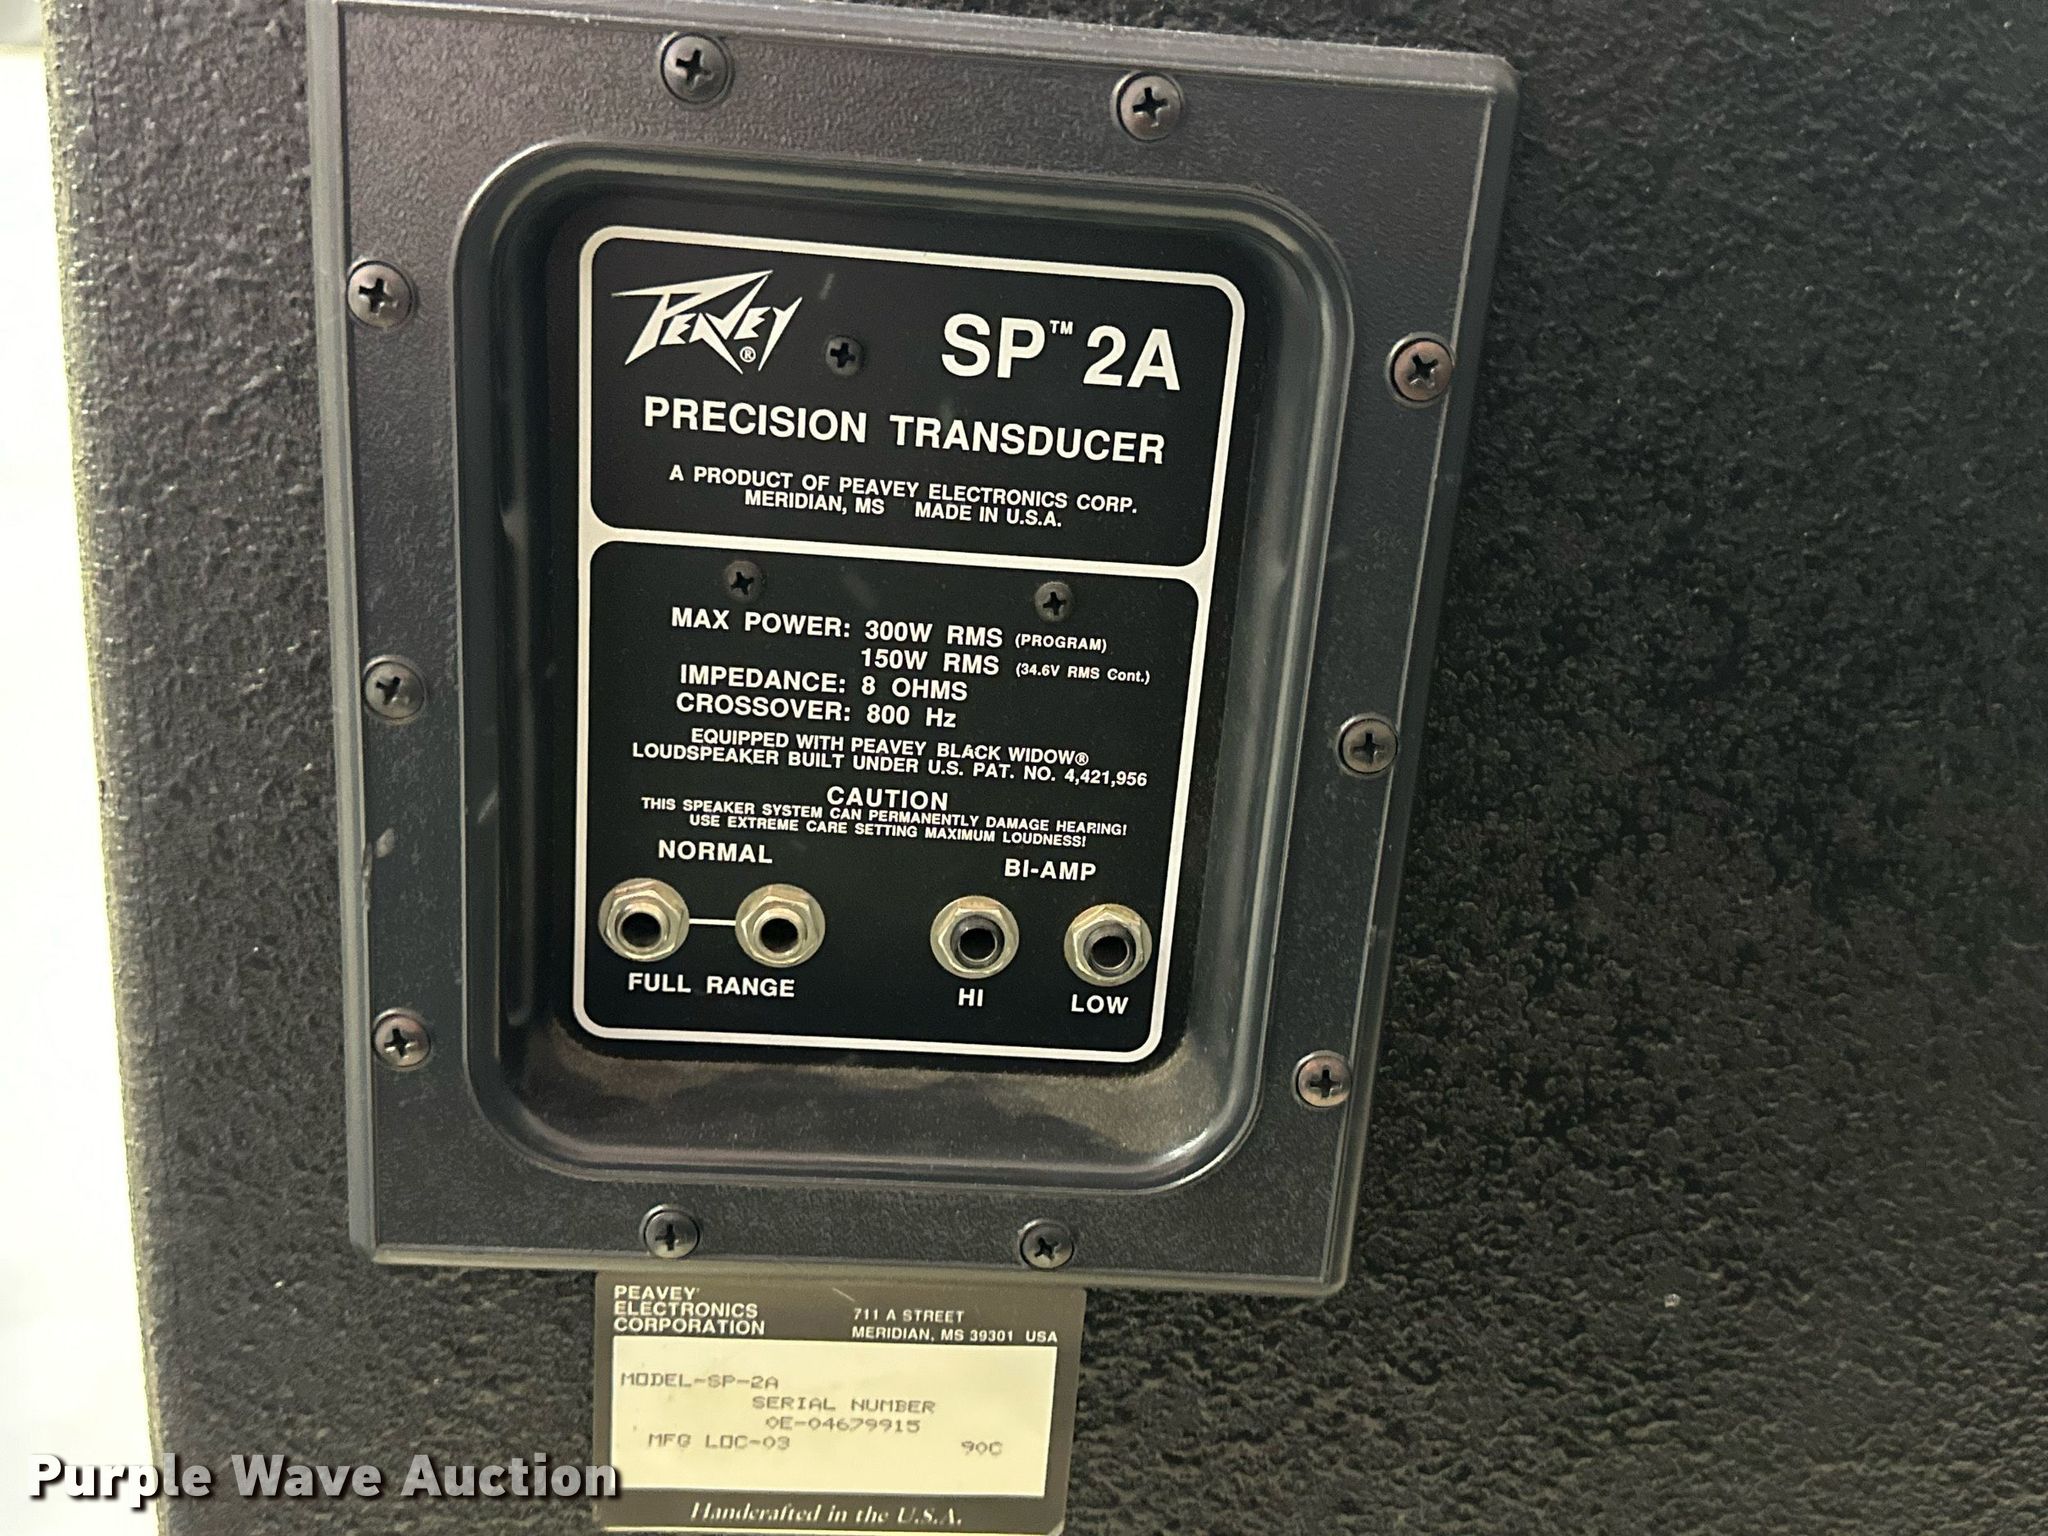 PEAVEY®
SP™ 2A
PRECISION TRANSDUCER
A PRODUCT OF PEAVEY ELECTRONICS CORP.
MERIDIAN, MS MADE IN U.S.A.
MAX POWER: 300W RMS (PROGRAM)
150W RMS (34.6V RMS Cont.)
IMPEDANCE: 8 OHMS
CROSSOVER: 800 Hz
EQUIPPED WITH PEAVEY BLACK WIDOW®
LOUDSPEAKER BUILT UNDER U.S. PAT. NO. 4,421,956
CAUTION
THIS SPEAKER SYSTEM CAN PERMANENTLY DAMAGE HEARING!
USE EXTREME CARE SETTING MAXIMUM LOUDNESS!
NORMAL BI-AMP
FULL RANGE HI LOW
PEAVEY
ELECTRONICS
CORPORATION
711 A STREET
MERIDIAN, MS 39301 USA
MODEL-SP-2A
SERIAL NUMBER
0E-04679915
MFG LOC-03 90C
Handcrafted in the U.S.A.
Purple Wave Auction